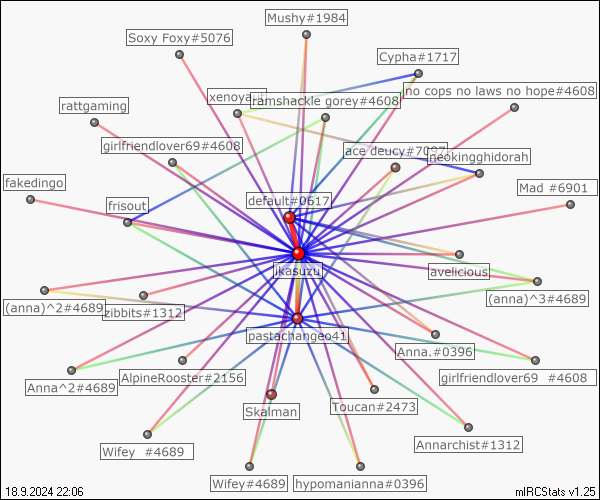 Mushy#1984
Soxy Foxy#5076
Cypha#1717
no cops no laws no hope#4608
xenoya
ramshackle gorey#4608
rattgaming
girlfriendlover69#4608
ace deucy#7097
neokingghidorah
fakedingo
Mad #6901
frisout
default#0617
ikasuzu
avelicious
(anna)^2#4689
zibbits#1312
(anna)^3#4689
pastachangeo41
Anna.#0396
Anna^2#4689
AlpineRooster#2156
girlfriendlover69 #4608
Skalman
Toucan#2473
Annarchist#1312
Wifey #4689
Wifey#4689
hypomanianna#0396
18.9.2024 22:06
mIRCStats v1.25